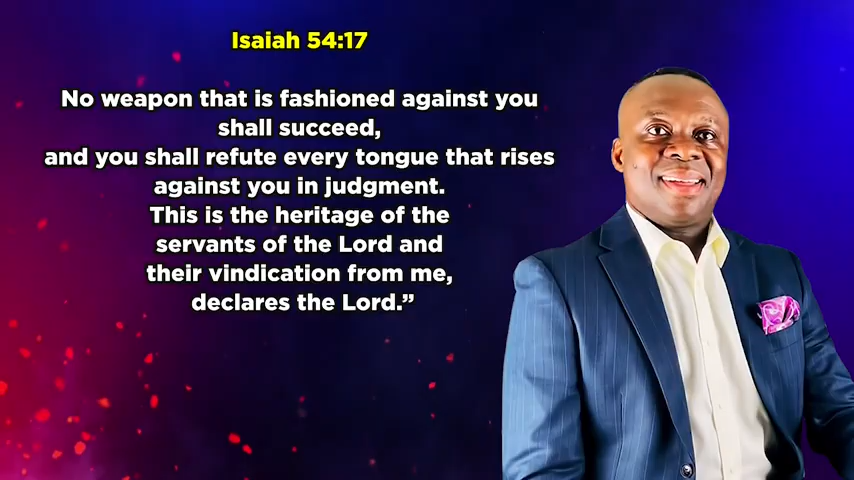 Isaiah 54:17
No weapon that is fashioned against you
shall succeed,
and you shall refute every tongue that rises
against you in judgment.
This is the heritage of the
servants of the Lord and
their vindication from me,
declares the Lord.”